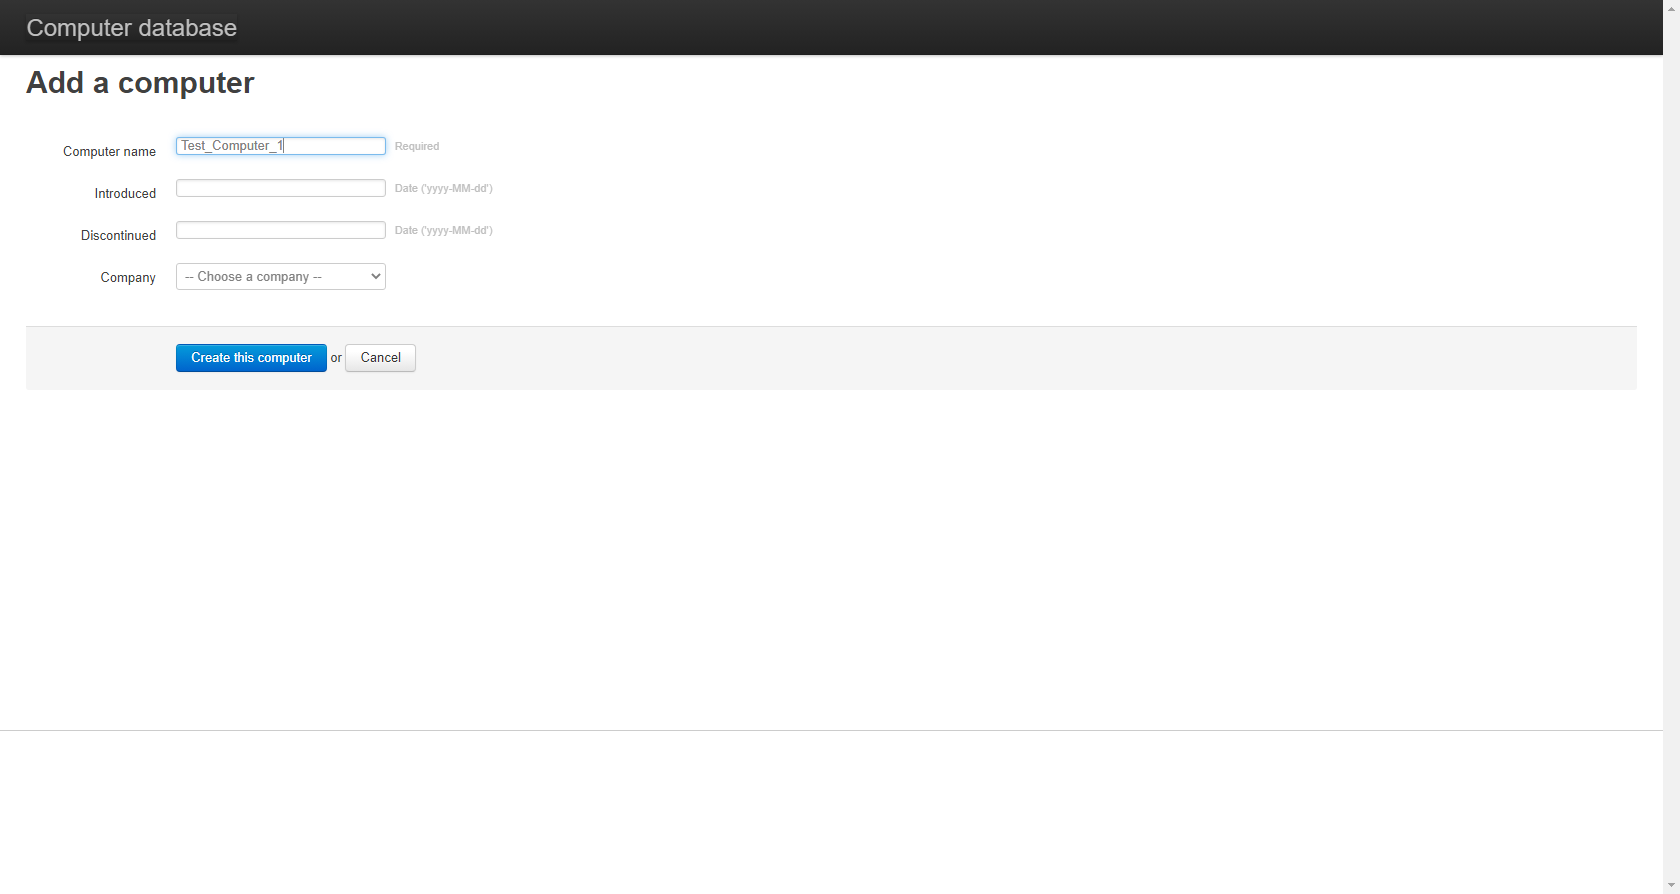 Computer database
Add a computer
Computer name Test_Computer_1 Required
Introduced Date ('yyyy-MM-dd')
Discontinued Date ('yyyy-MM-dd')
Company -- Choose a company --
Create this computer or Cancel